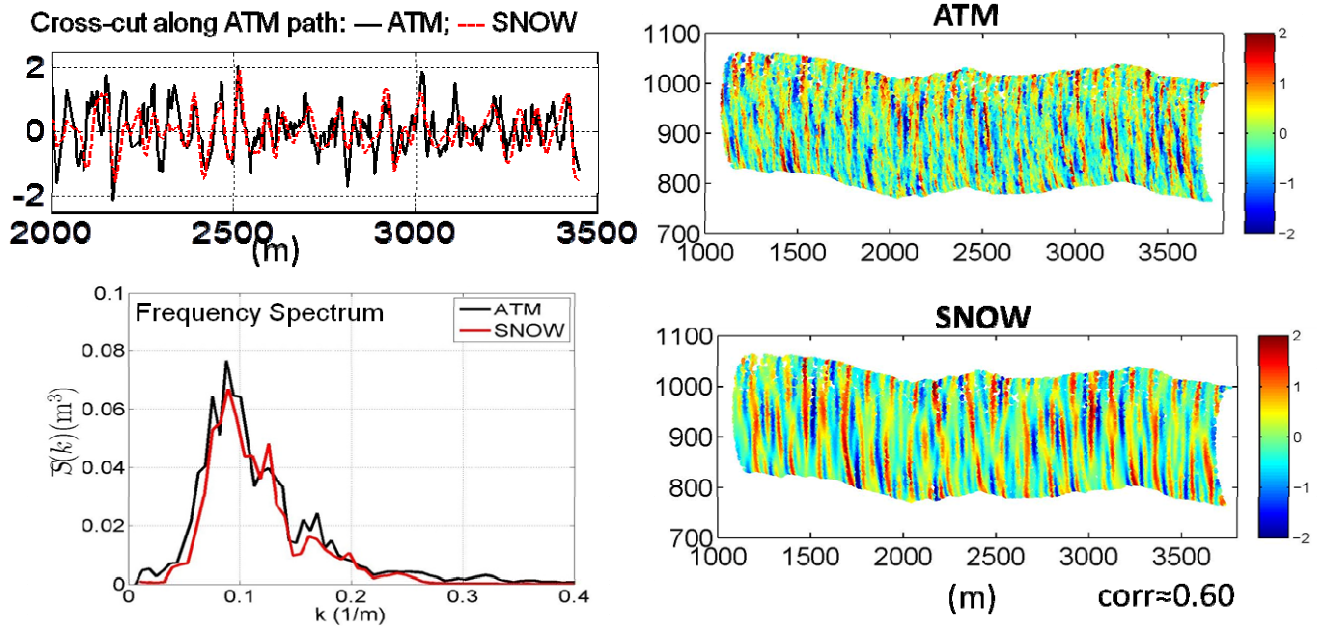 Cross-cut along ATM path: — ATM; --- SNOW
2
0
-2
2000 2500 3000 3500
(m)
ATM
1100
1000
900
800
700
1000 1500 2000 2500 3000 3500
2
1
0
-1
-2
Frequency Spectrum
ATM
SNOW
0.1
0.08
0.06
0.04
0.02
0
S̅(k) (m³)
0.1 0.2 0.3 0.4
k (1/m)
SNOW
1100
1000
900
800
700
1000 1500 2000 2500 3000 3500
2
1
0
-1
-2
(m) corr≈0.60